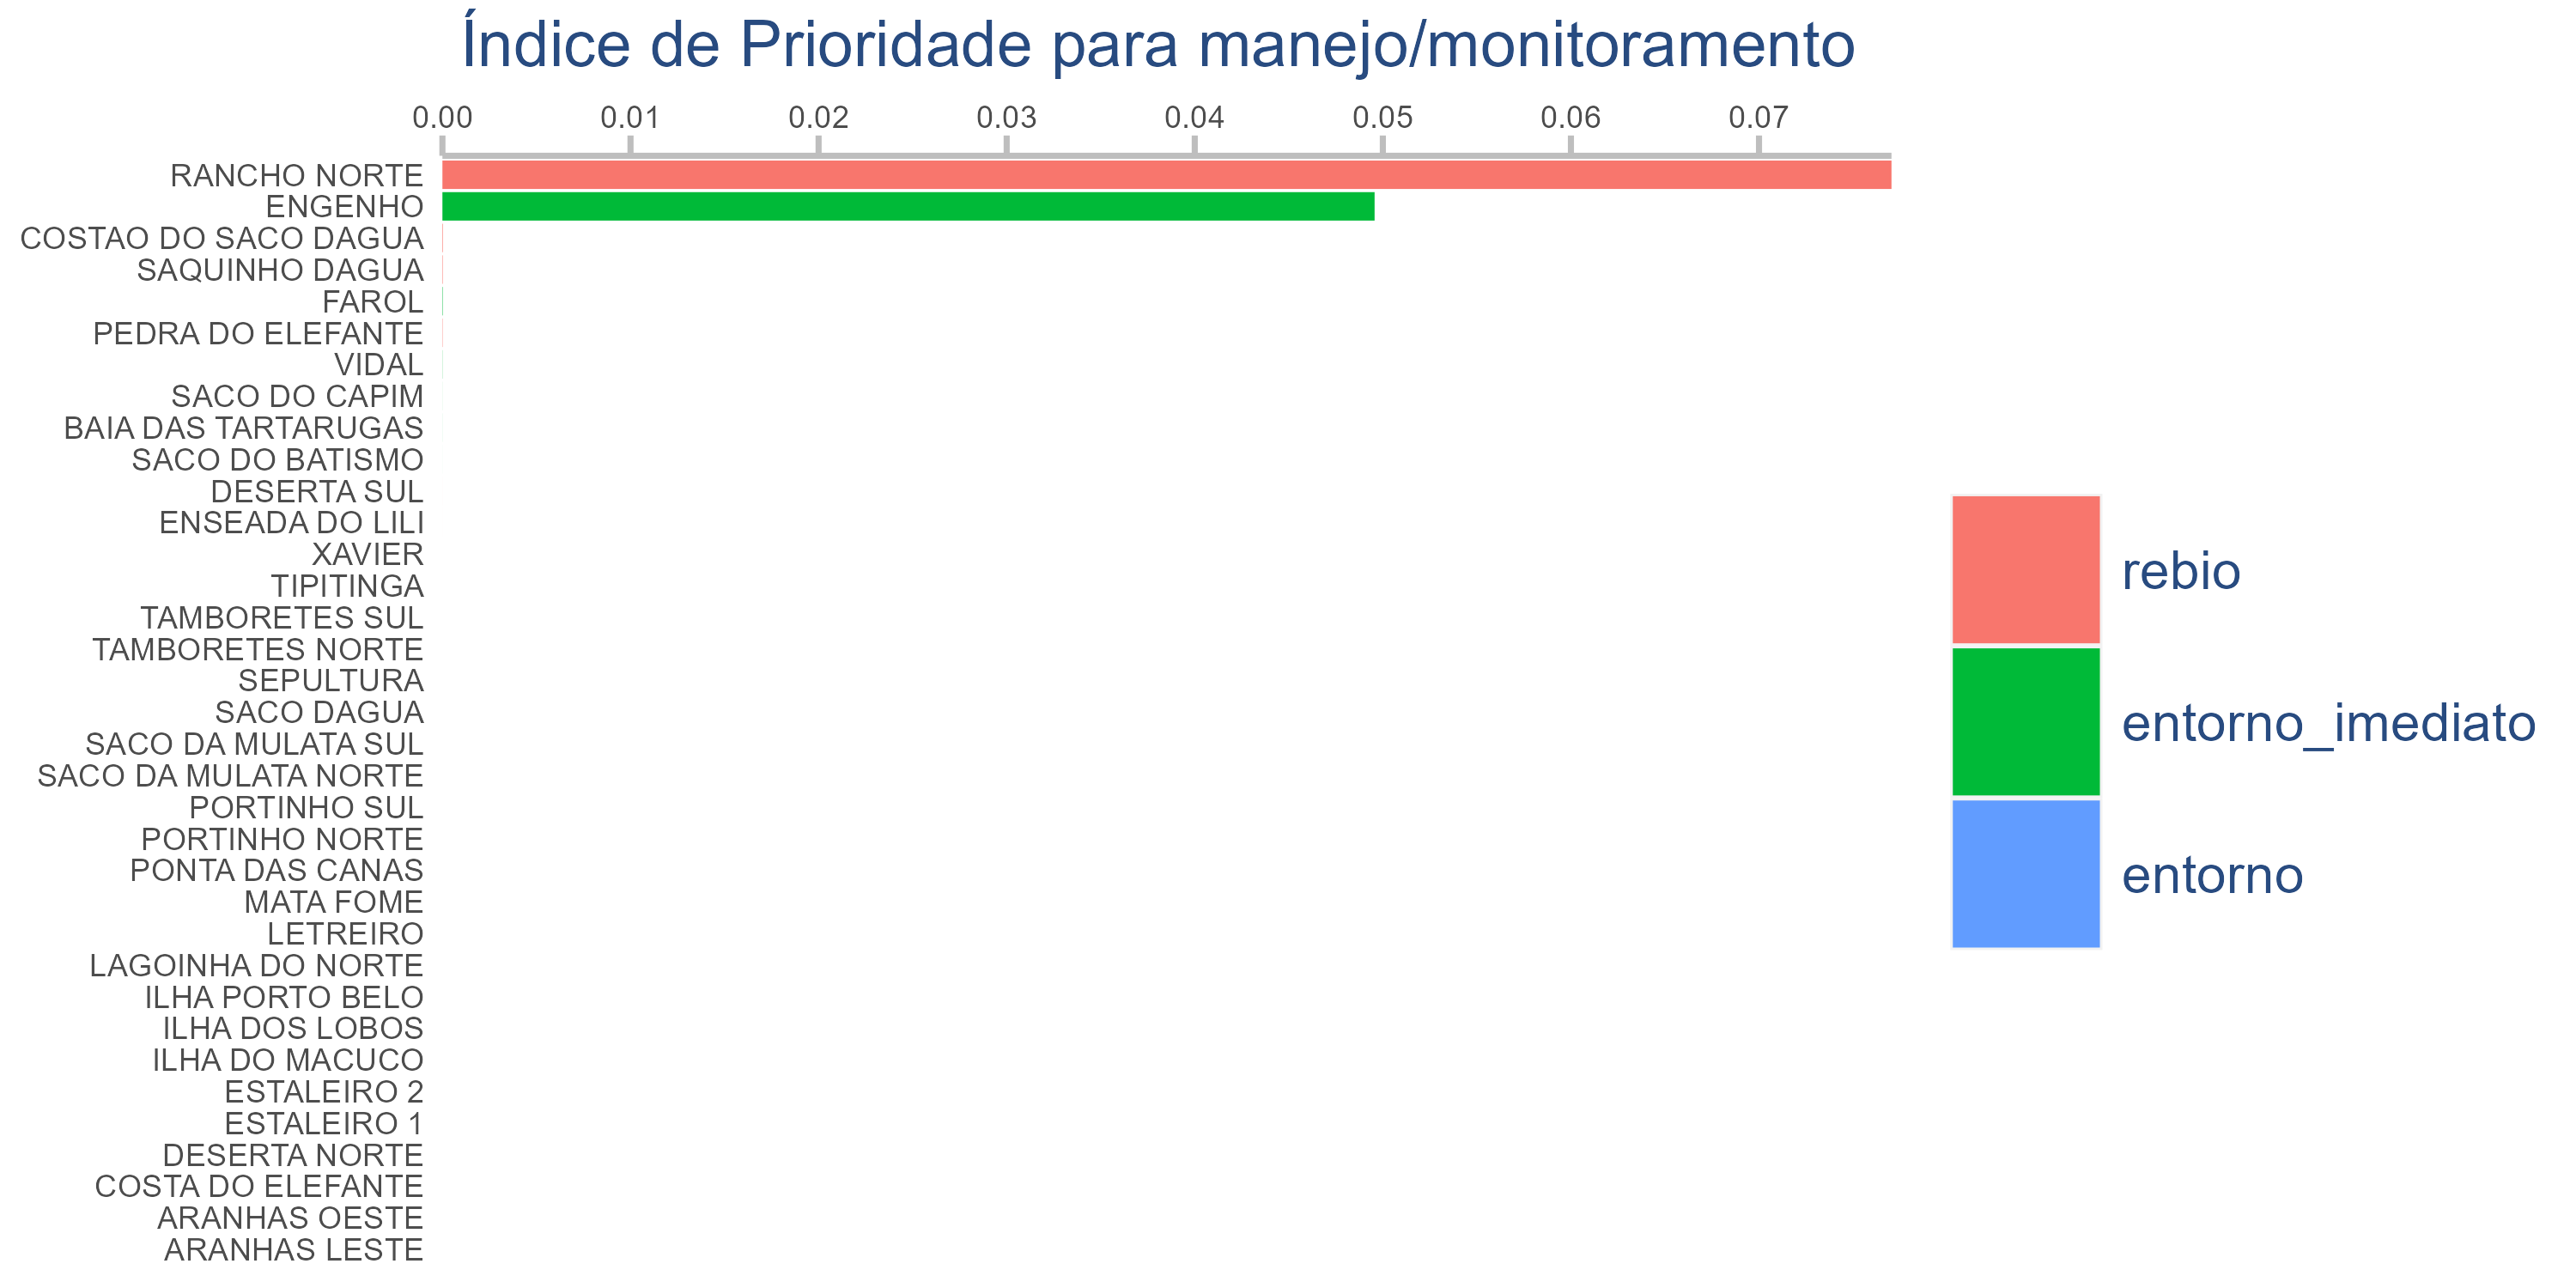 Índice de Prioridade para manejo/monitoramento
0.00 0.01 0.02 0.03 0.04 0.05 0.06 0.07
RANCHO NORTE
ENGENHO
COSTAO DO SACO DAGUA
SAQUINHO DAGUA
FAROL
PEDRA DO ELEFANTE
VIDAL
SACO DO CAPIM
BAIA DAS TARTARUGAS
SACO DO BATISMO
DESERTA SUL
ENSEADA DO LILI
XAVIER
TIPITINGA
TAMBORETES SUL
TAMBORETES NORTE
SEPULTURA
SACO DAGUA
SACO DA MULATA SUL
SACO DA MULATA NORTE
PORTINHO SUL
PORTINHO NORTE
PONTA DAS CANAS
MATA FOME
LETREIRO
LAGOINHA DO NORTE
ILHA PORTO BELO
ILHA DOS LOBOS
ILHA DO MACUCO
ESTALEIRO 2
ESTALEIRO 1
DESERTA NORTE
COSTA DO ELEFANTE
ARANHAS OESTE
ARANHAS LESTE
rebio
entorno_imediato
entorno